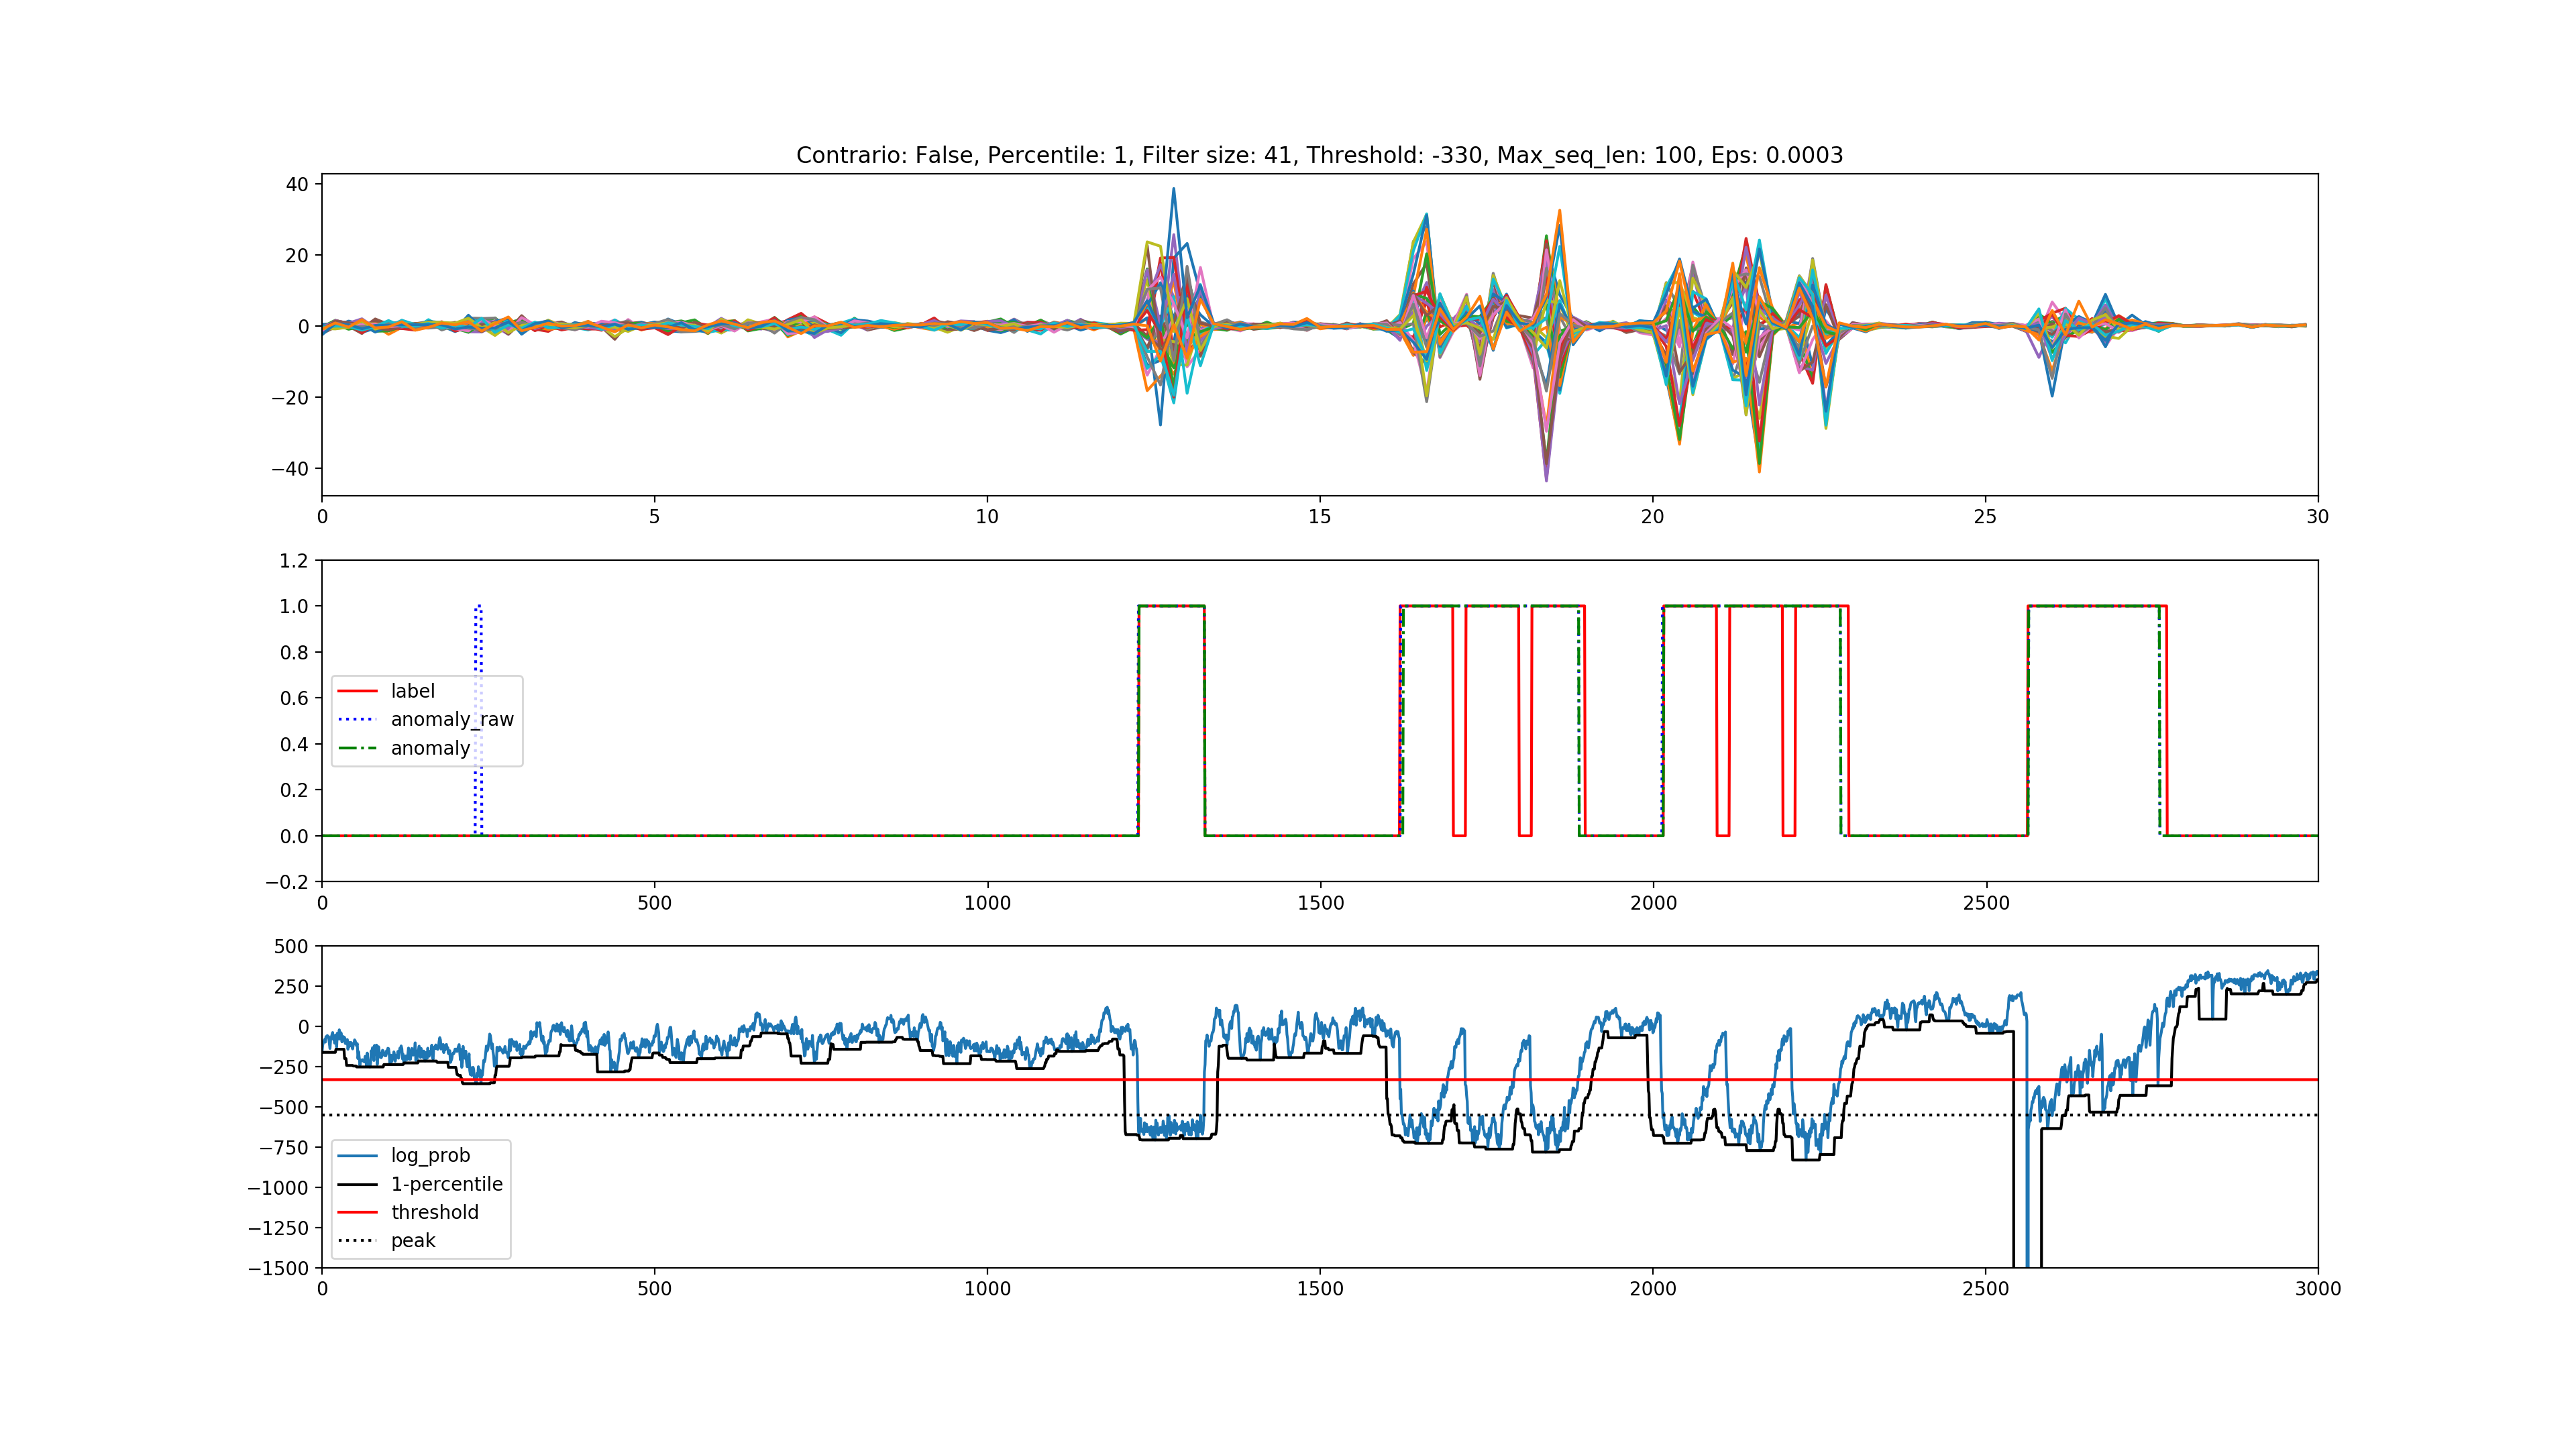 Contrario: False, Percentile: 1, Filter size: 41, Threshold: -330, Max_seq_len: 100, Eps: 0.0003
40
20
0
−20
−40
0 5 10 15 20 25 30
1.2
1.0
0.8
0.6
0.4
0.2
0.0
−0.2
label
anomaly_raw
anomaly
0 500 1000 1500 2000 2500
500
250
0
−250
−500
−750
−1000
−1250
−1500
log_prob
1-percentile
threshold
peak
0 500 1000 1500 2000 2500 3000